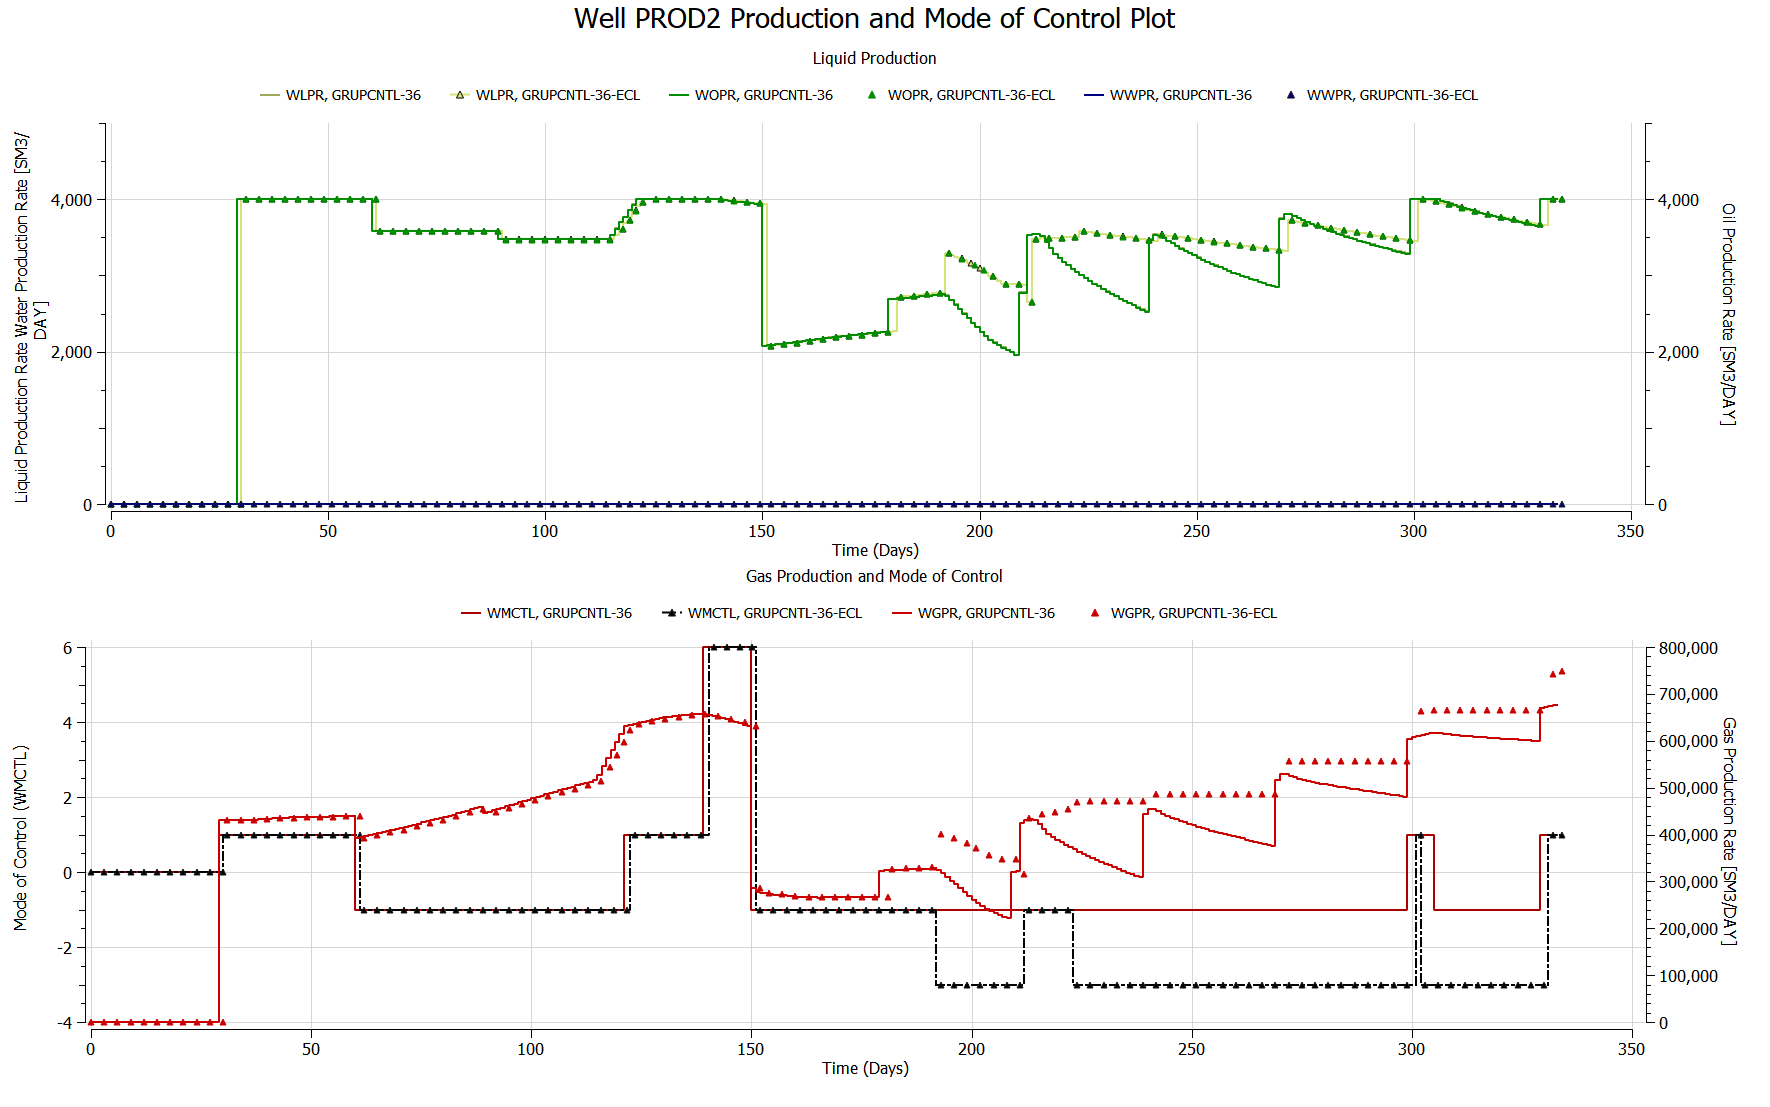 Well PROD2 Production and Mode of Control Plot
Liquid Production
WLPR, GRUPCNTL-36 WLPR, GRUPCNTL-36-ECL WOPR, GRUPCNTL-36 WOPR, GRUPCNTL-36-ECL WWPR, GRUPCNTL-36 WWPR, GRUPCNTL-36-ECL
Liquid Production Rate Water Production Rate [SM3/
DAY]
4,000
2,000
0
4,000
2,000
0
Oil Production Rate [SM3/DAY]
0 50 100 150 200 250 300 350
Time (Days)
Gas Production and Mode of Control
WMCTL, GRUPCNTL-36 WMCTL, GRUPCNTL-36-ECL WGPR, GRUPCNTL-36 WGPR, GRUPCNTL-36-ECL
Mode of Control (WMCTL)
6
4
2
0
-2
-4
800,000
700,000
600,000
500,000
400,000
300,000
200,000
100,000
0
Gas Production Rate [SM3/DAY]
0 50 100 150 200 250 300 350
Time (Days)